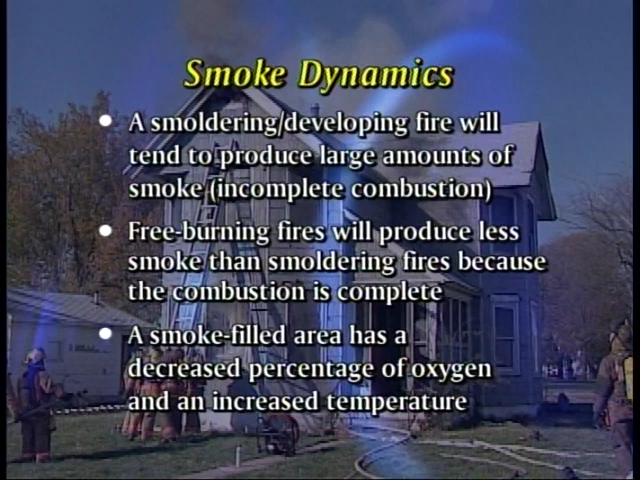 Smoke Dynamics
• A smoldering/developing fire will
tend to produce large amounts of
smoke (incomplete combustion)
• Free-burning fires will produce less
smoke than smoldering fires because
the combustion is complete
• A smoke-filled area has a
decreased percentage of oxygen
and an increased temperature